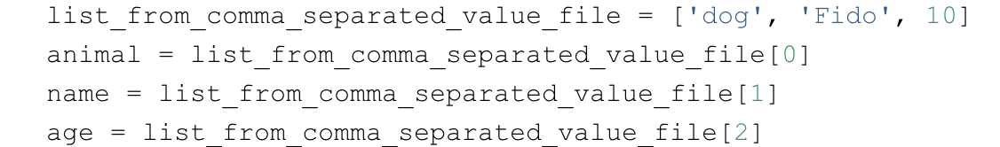 list_from_comma_separated_value_file = ['dog', 'Fido', 10]
animal = list_from_comma_separated_value_file[0]
name = list_from_comma_separated_value_file[1]
age = list_from_comma_separated_value_file[2]